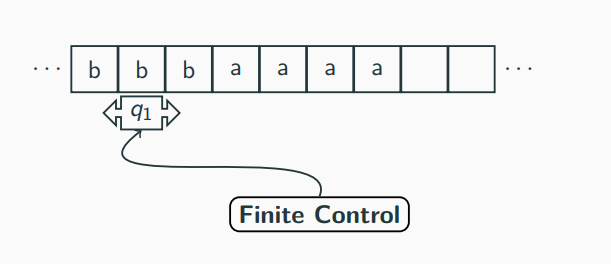 ··· b b b a a a a ···
q₁
Finite Control